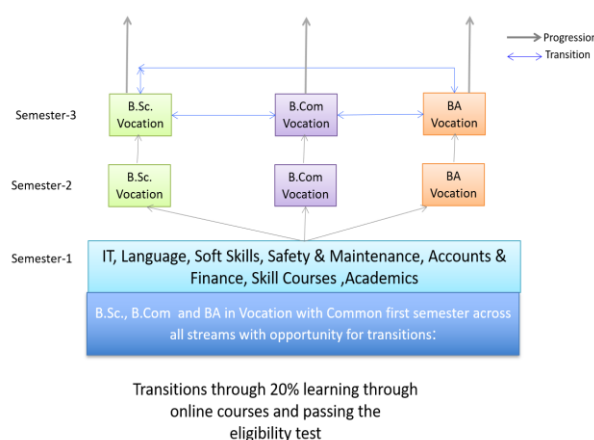 Progression
Transition
Semester-3
B.Sc.
Vocation
B.Com
Vocation
BA
Vocation
Semester-2
B.Sc.
Vocation
B.Com
Vocation
BA
Vocation
Semester-1
IT, Language, Soft Skills, Safety & Maintenance, Accounts &
Finance, Skill Courses ,Academics
B.Sc., B.Com and BA in Vocation with Common first semester across
all streams with opportunity for transitions:
Transitions through 20% learning through
online courses and passing the
eligibility test